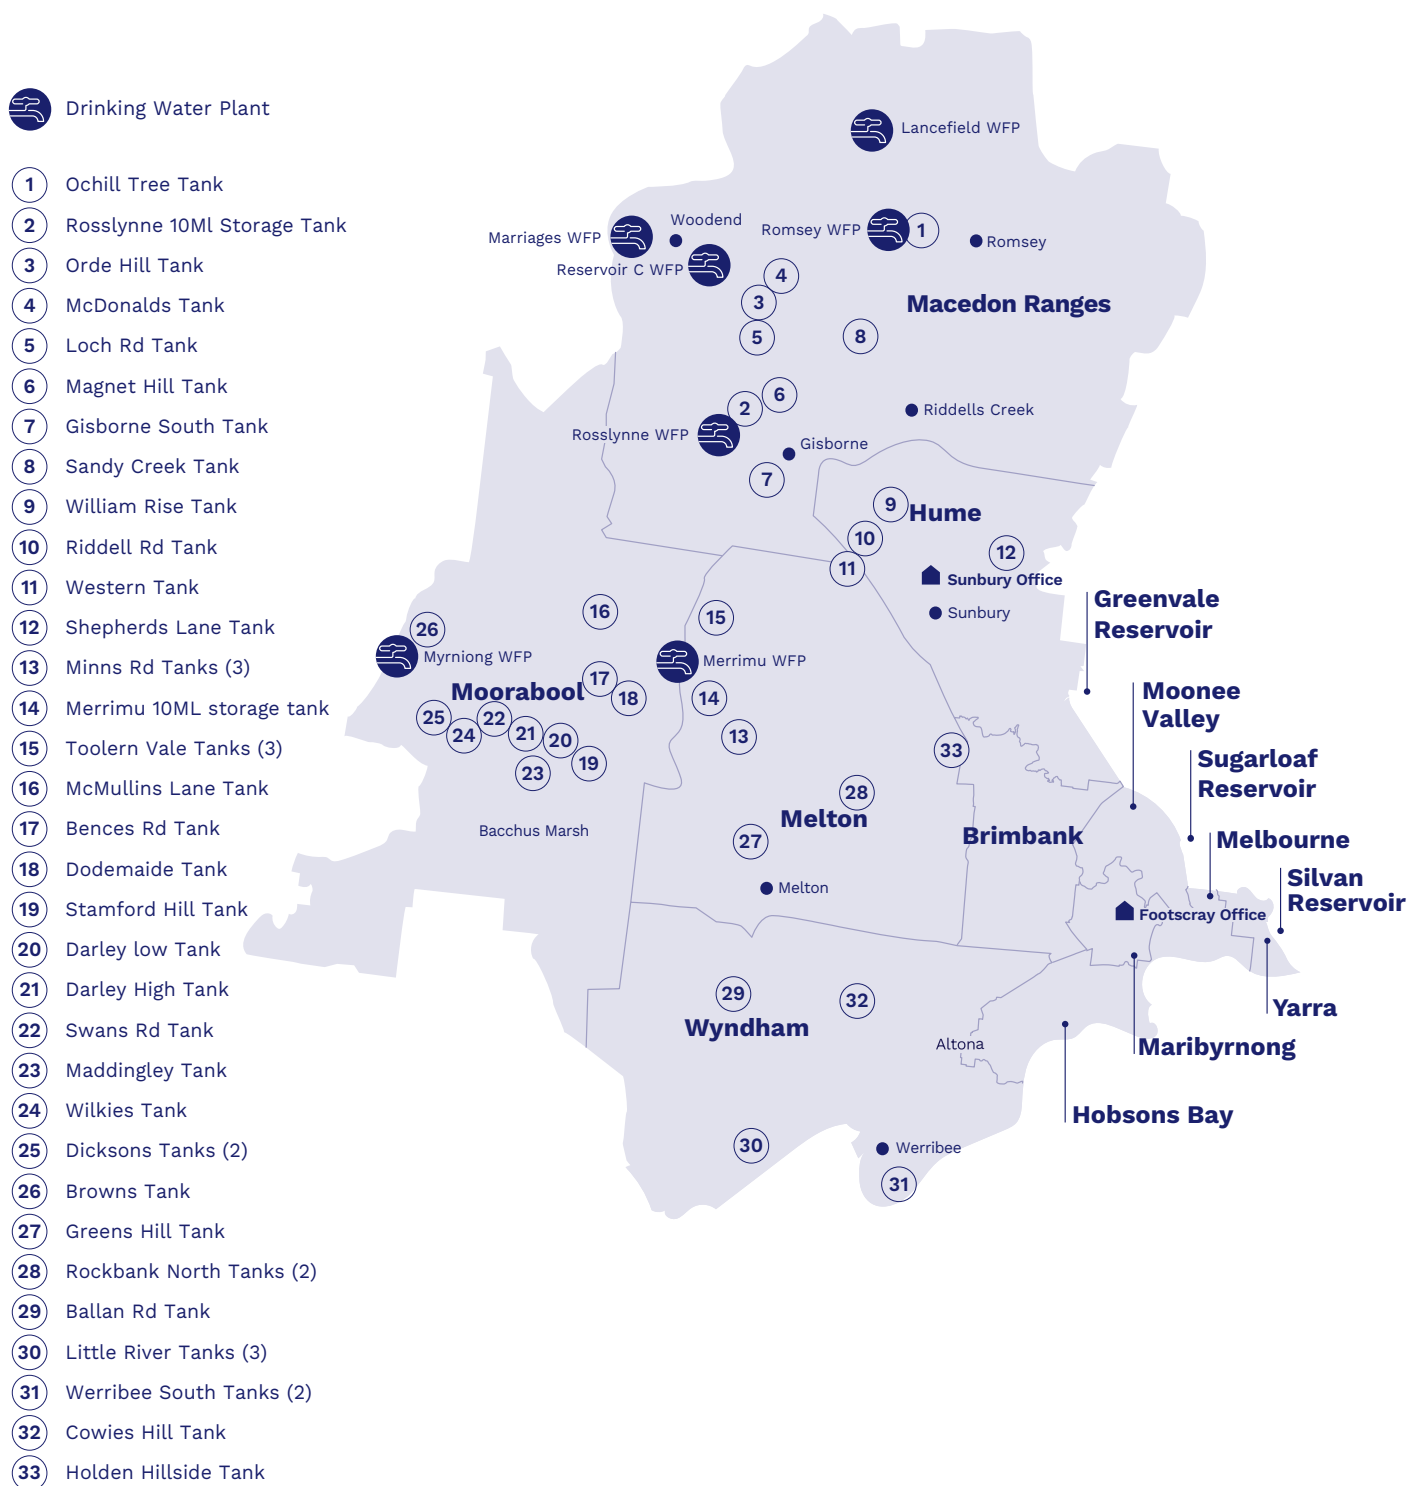 Drinking Water Plant
1 Ochill Tree Tank
2 Rosslynne 10Ml Storage Tank
3 Orde Hill Tank
4 McDonalds Tank
5 Loch Rd Tank
6 Magnet Hill Tank
7 Gisborne South Tank
8 Sandy Creek Tank
9 William Rise Tank
10 Riddell Rd Tank
11 Western Tank
12 Shepherds Lane Tank
13 Minns Rd Tanks (3)
14 Merrimu 10ML storage tank
15 Toolern Vale Tanks (3)
16 McMullins Lane Tank
17 Bences Rd Tank
18 Dodemaide Tank
19 Stamford Hill Tank
20 Darley low Tank
21 Darley High Tank
22 Swans Rd Tank
23 Maddingley Tank
24 Wilkies Tank
25 Dicksons Tanks (2)
26 Browns Tank
27 Greens Hill Tank
28 Rockbank North Tanks (2)
29 Ballan Rd Tank
30 Little River Tanks (3)
31 Werribee South Tanks (2)
32 Cowies Hill Tank
33 Holden Hillside Tank
Lancefield WFP
Woodend
Marriages WFP
Romsey WFP
1
Romsey
Reservoir C WFP
4
3
Macedon Ranges
5
8
6
2
Riddells Creek
Rosslynne WFP
Gisborne
7
9
Hume
10
12
11
Sunbury Office
Greenvale
Reservoir
16
15
Sunbury
26
Myrniong WFP
Merrimu WFP
17
Moorabool
18
14
Moonee
Valley
25
22
24
21
20
13
33
19
23
Sugarloaf
Reservoir
28
Melton
Bacchus Marsh
27
Brimbank
Melbourne
Melton
Silvan
Reservoir
Footscray Office
29
32
Yarra
Wyndham
Altona
Maribyrnong
Hobsons Bay
30
Werribee
31